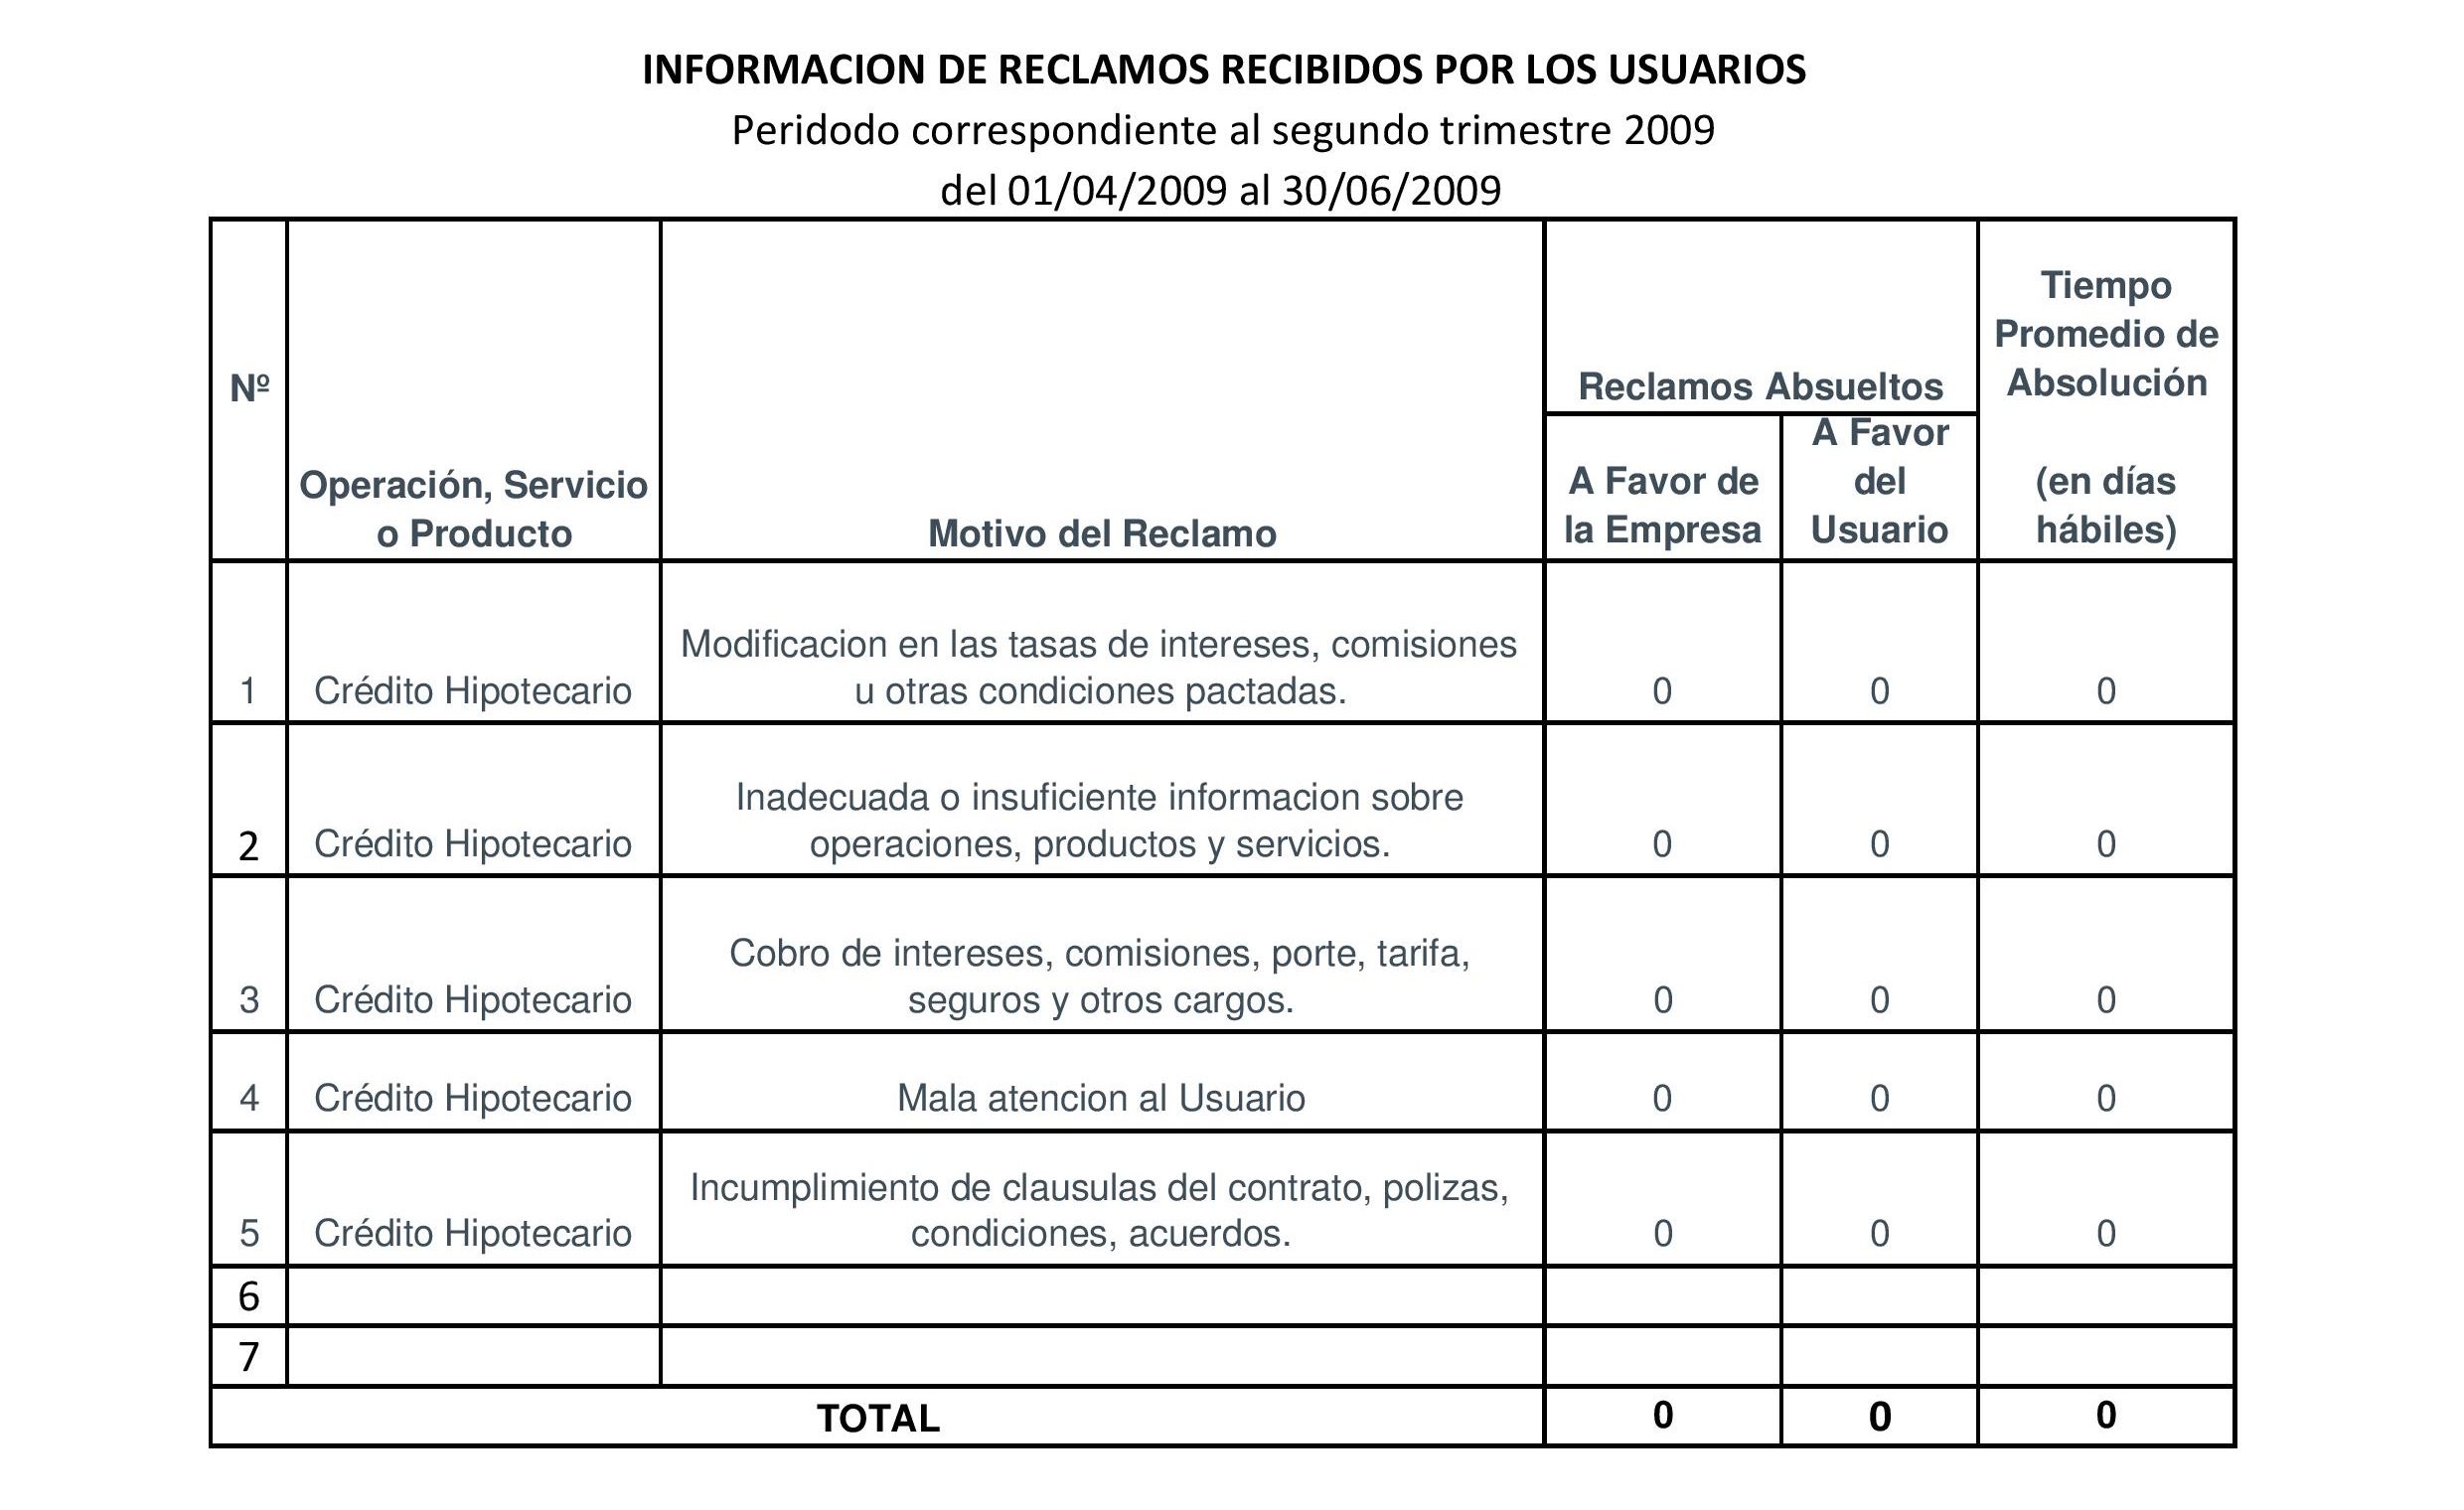 INFORMACION DE RECLAMOS RECIBIDOS POR LOS USUARIOS
Peridodo correspondiente al segundo trimestre 2009
del 01/04/2009 al 30/06/2009
Nº
Operación, Servicio
o Producto
Motivo del Reclamo
Reclamos Absueltos
A Favor de
la Empresa
A Favor
del
Usuario
Tiempo
Promedio de
Absolución
(en días
hábiles)
1 Crédito Hipotecario
Modificacion en las tasas de intereses, comisiones
u otras condiciones pactadas.
0 0 0
2 Crédito Hipotecario
Inadecuada o insuficiente informacion sobre
operaciones, productos y servicios.
0 0 0
3 Crédito Hipotecario
Cobro de intereses, comisiones, porte, tarifa,
seguros y otros cargos.
0 0 0
4 Crédito Hipotecario Mala atencion al Usuario 0 0 0
5 Crédito Hipotecario
Incumplimiento de clausulas del contrato, polizas,
condiciones, acuerdos.
0 0 0
6
7
TOTAL 0 0 0